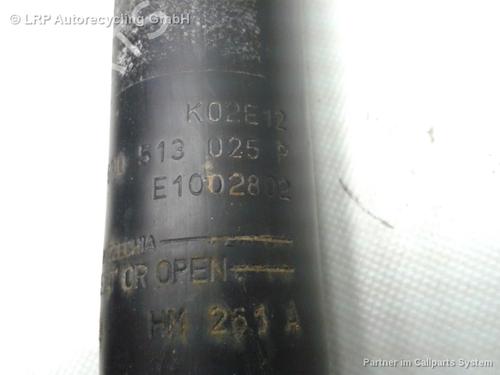 © LRP Autorecycling GmbH
K02E12
513 025 P
E1002802
OR OPEN
HM 261 A
Partner im Callparts System